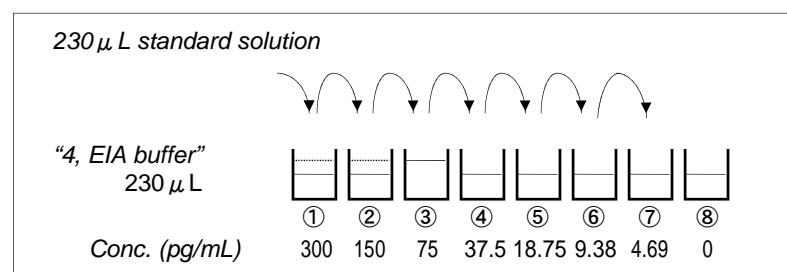 230 μ L standard solution
“4, EIA buffer”
230 μ L
① ② ③ ④ ⑤ ⑥ ⑦ ⑧
Conc. (pg/mL) 300 150 75 37.5 18.75 9.38 4.69 0